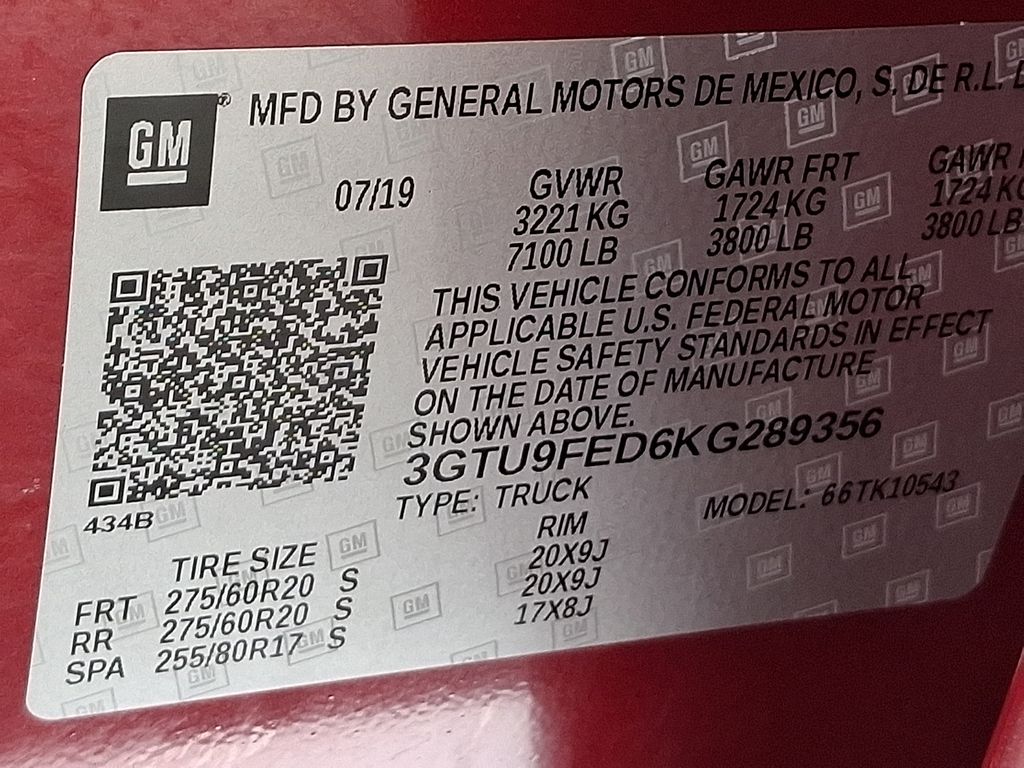 GM
MFD BY GENERAL MOTORS DE MEXICO, S. DE R.L.
07/19
GVWR GAWR FRT GAWR
3221 KG 1724 KG 1724 KG
7100 LB 3800 LB 3800 LB
THIS VEHICLE CONFORMS TO ALL
APPLICABLE U.S. FEDERAL MOTOR
VEHICLE SAFETY STANDARDS IN EFFECT
ON THE DATE OF MANUFACTURE
SHOWN ABOVE.
3GTU9FED6KG289356
434B
TYPE: TRUCK MODEL: 66TK10543
TIRE SIZE RIM
FRT 275/60R20 S 20X9J
RR 275/60R20 S 20X9J
SPA 255/80R17 S 17X8J